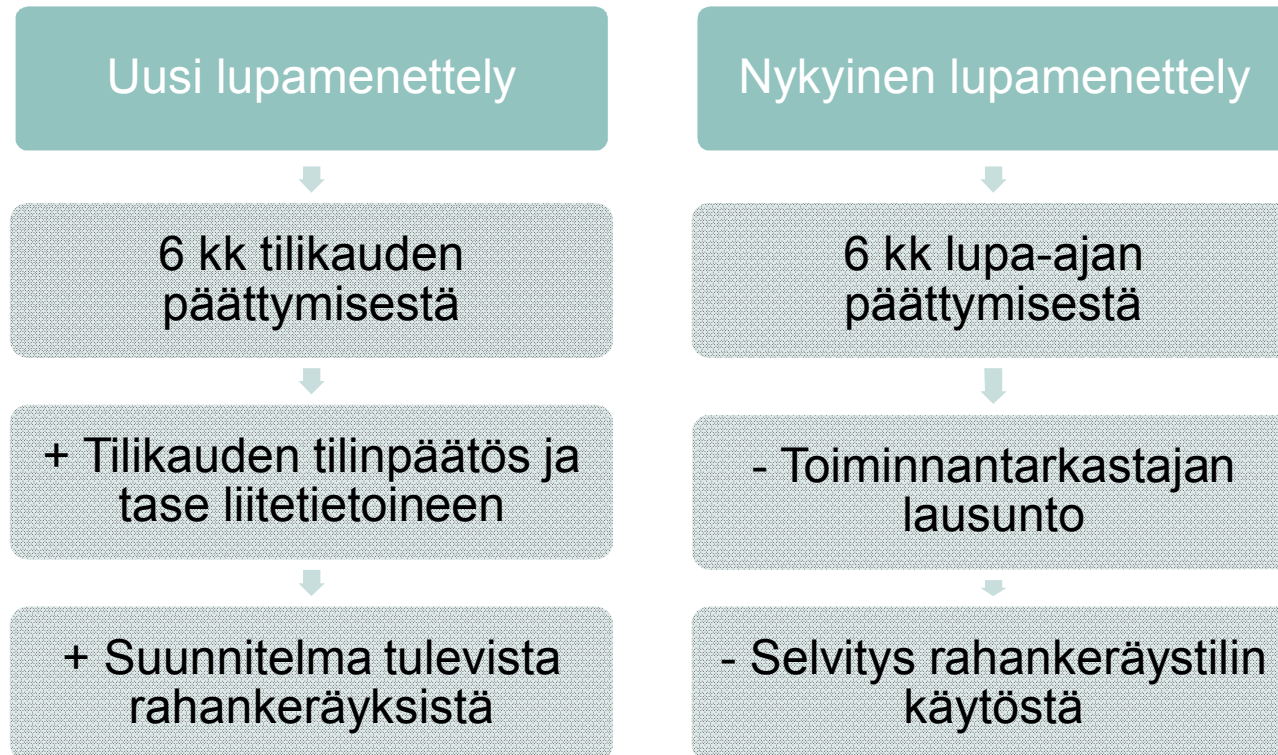 Uusi lupamenettely
6 kk tilikauden
päättymisestä
+ Tilikauden tilinpäätös ja
tase liitetietoineen
+ Suunnitelma tulevista
rahankeräyksistä
Nykyinen lupamenettely
6 kk lupa-ajan
päättymisestä
- Toiminnantarkastajan
lausunto
- Selvitys rahankeräystilin
käytöstä